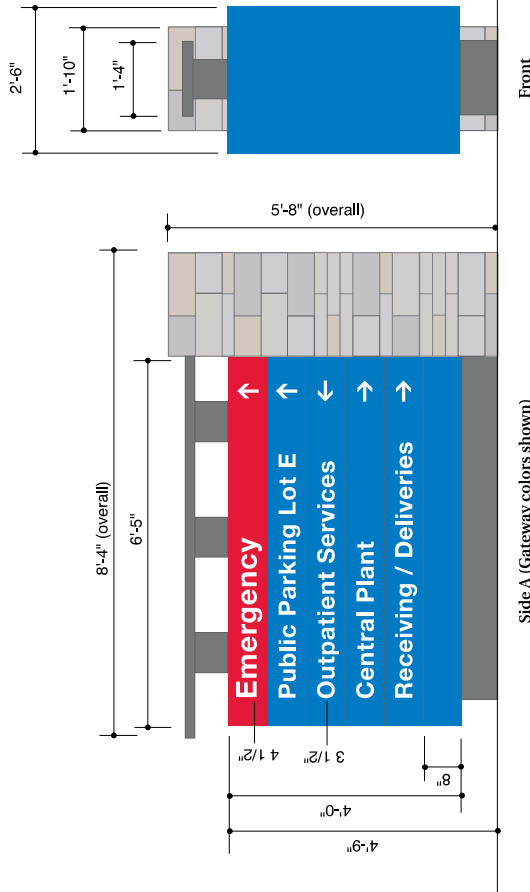 2'-6"
1'-10"
1'-4"
Front
5'-8" (overall)
8'-4" (overall)
6'-5"
Emergency ↑
Public Parking Lot E ↑
Outpatient Services ←
Central Plant →
Receiving / Deliveries →
4 1/2"
3 1/2"
8"
4'-0"
4'-9"
Side A (Gateway colors shown)